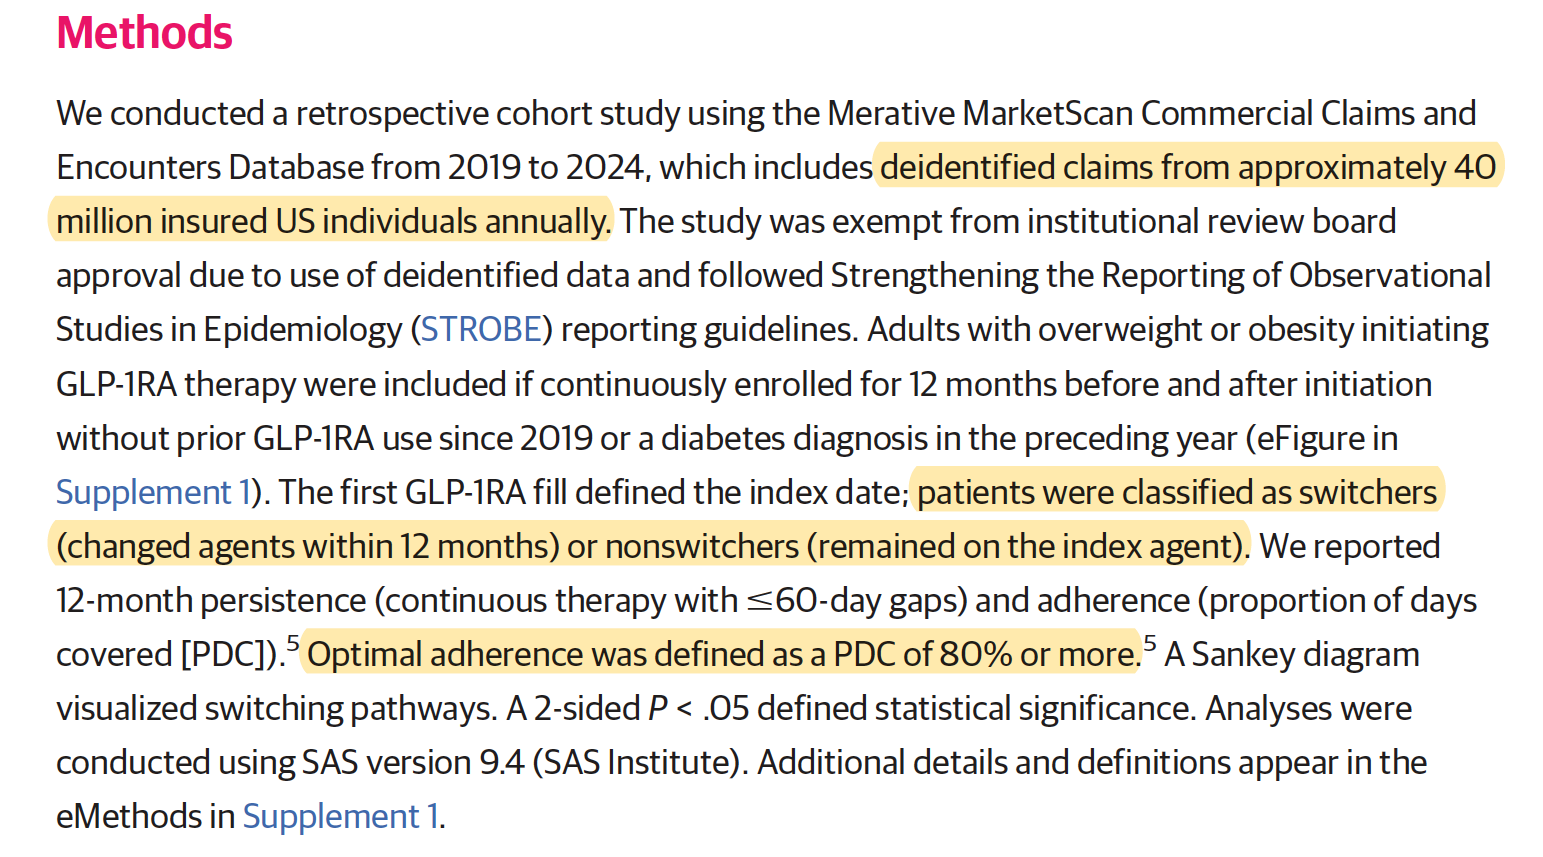 Methods
We conducted a retrospective cohort study using the Merative MarketScan Commercial Claims and
Encounters Database from 2019 to 2024, which includes deidentified claims from approximately 40
million insured US individuals annually. The study was exempt from institutional review board
approval due to use of deidentified data and followed Strengthening the Reporting of Observational
Studies in Epidemiology (STROBE) reporting guidelines. Adults with overweight or obesity initiating
GLP-1RA therapy were included if continuously enrolled for 12 months before and after initiation
without prior GLP-1RA use since 2019 or a diabetes diagnosis in the preceding year (eFigure in
Supplement 1). The first GLP-1RA fill defined the index date; patients were classified as switchers
(changed agents within 12 months) or nonswitchers (remained on the index agent). We reported
12-month persistence (continuous therapy with ≤60-day gaps) and adherence (proportion of days
covered [PDC]).⁵ Optimal adherence was defined as a PDC of 80% or more.⁵ A Sankey diagram
visualized switching pathways. A 2-sided P < .05 defined statistical significance. Analyses were
conducted using SAS version 9.4 (SAS Institute). Additional details and definitions appear in the
eMethods in Supplement 1.